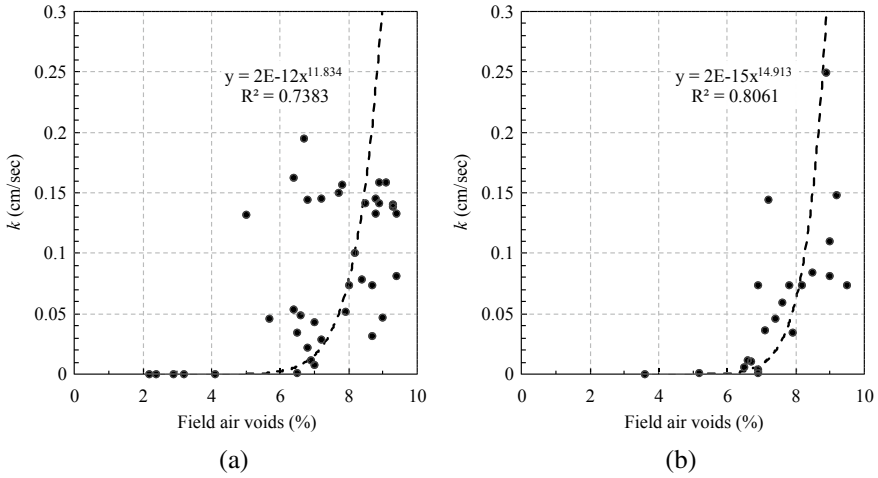 0.3
0.25
0.2
0.15
0.1
0.05
0
k (cm/sec)
y = 2E-12x^11.834
R² = 0.7383
0 2 4 6 8 10
Field air voids (%)
(a)
0.3
0.25
0.2
0.15
0.1
0.05
0
k (cm/sec)
y = 2E-15x^14.913
R² = 0.8061
0 2 4 6 8 10
Field air voids (%)
(b)